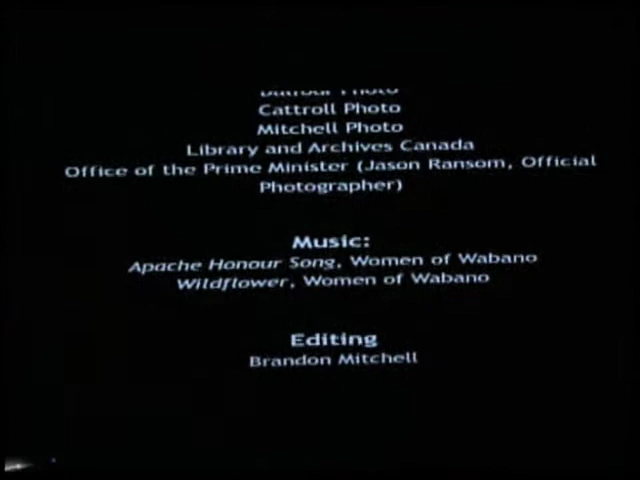 Photo
Cattroll Photo
Mitchell Photo
Library and Archives Canada
Office of the Prime Minister (Jason Ransom, Official
Photographer)
Music:
Apache Honour Song, Women of Wabano
Wildflower, Women of Wabano
Editing
Brandon Mitchell